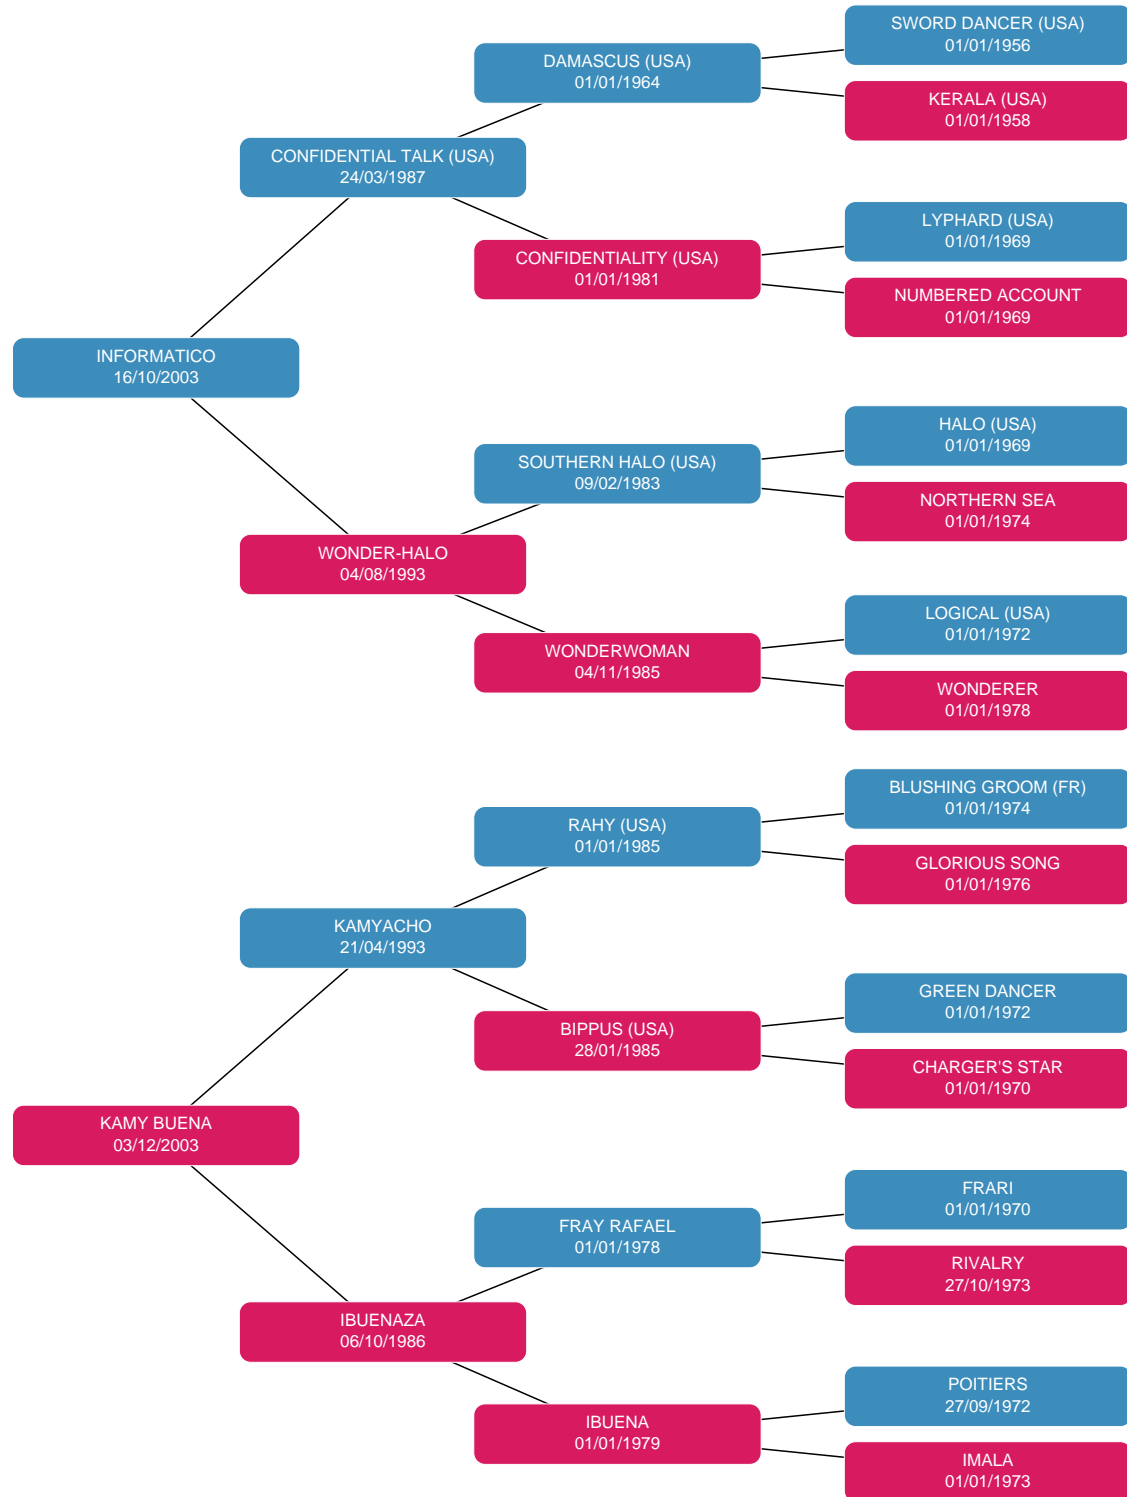 SWORD DANCER (USA)
01/01/1956
DAMASCUS (USA)
01/01/1964
KERALA (USA)
01/01/1958
CONFIDENTIAL TALK (USA)
24/03/1987
LYPHARD (USA)
01/01/1969
CONFIDENTIALITY (USA)
01/01/1981
NUMBERED ACCOUNT
01/01/1969
INFORMATICO
16/10/2003
HALO (USA)
01/01/1969
SOUTHERN HALO (USA)
09/02/1983
NORTHERN SEA
01/01/1974
WONDER-HALO
04/08/1993
LOGICAL (USA)
01/01/1972
WONDERWOMAN
04/11/1985
WONDERER
01/01/1978
BLUSHING GROOM (FR)
01/01/1974
RAHY (USA)
01/01/1985
GLORIOUS SONG
01/01/1976
KAMYACHO
21/04/1993
GREEN DANCER
01/01/1972
BIPPUS (USA)
28/01/1985
CHARGER'S STAR
01/01/1970
KAMY BUENA
03/12/2003
FRARI
01/01/1970
FRAY RAFAEL
01/01/1978
RIVALRY
27/10/1973
IBUENAZA
06/10/1986
POITIERS
27/09/1972
IBUENA
01/01/1979
IMALA
01/01/1973